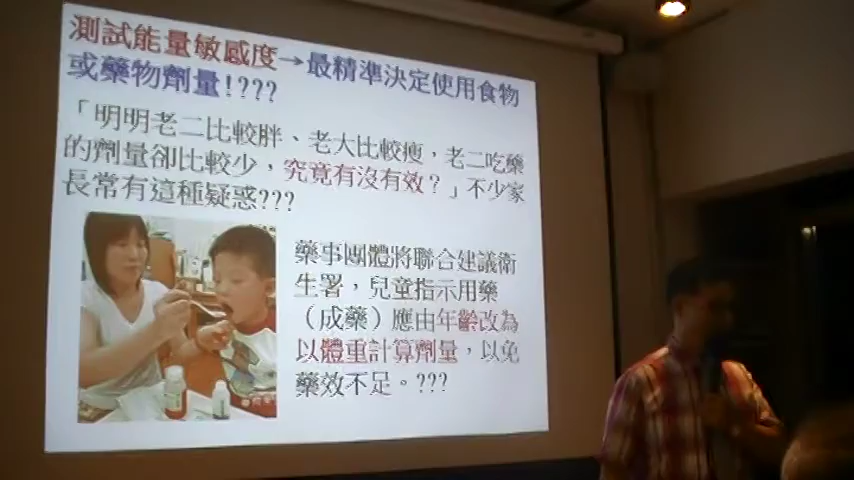 測試能量敏感度→最精準決定使用食物
或藥物劑量!???
「明明老二比較胖、老大比較瘦，老二吃藥
的劑量卻比較少，究竟有沒有效？」不少家
長常有這種疑惑???
藥事團體將聯合建議衛
生署，兒童指示用藥
（成藥）應由年齡改為
以體重計算劑量，以免
藥效不足。???